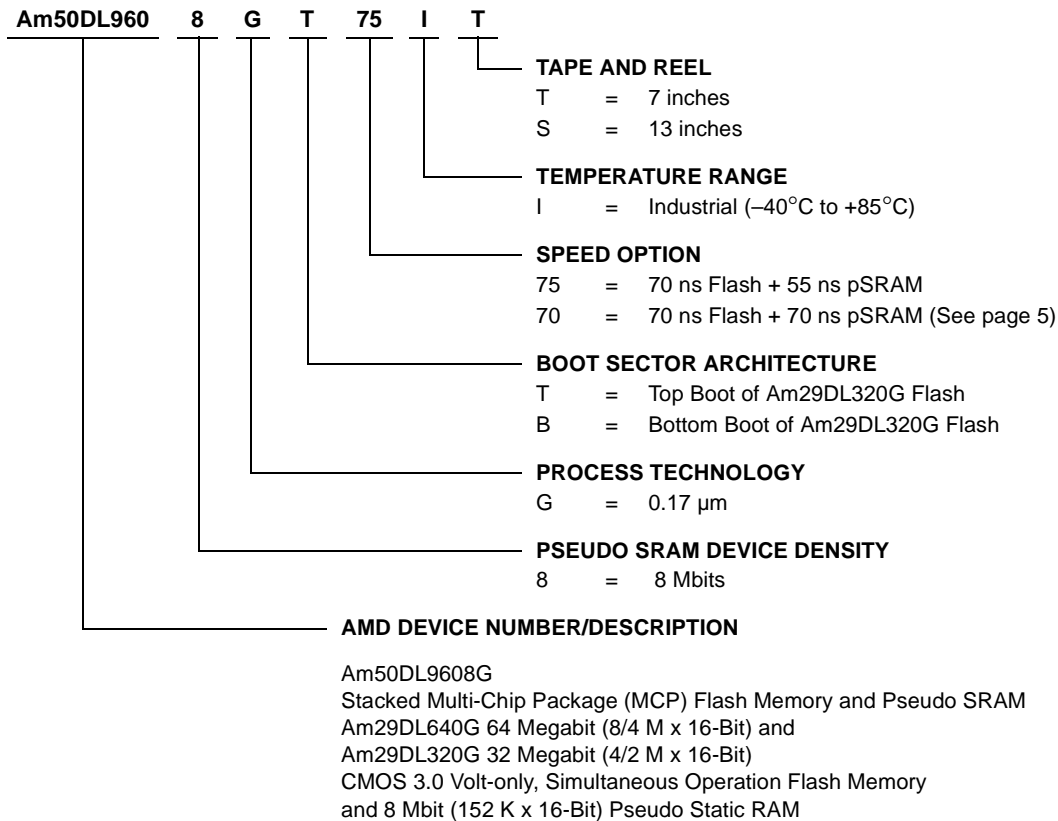 Am50DL960 8 G T 75 I T
TAPE AND REEL
T = 7 inches
S = 13 inches
TEMPERATURE RANGE
I = Industrial (–40°C to +85°C)
SPEED OPTION
75 = 70 ns Flash + 55 ns pSRAM
70 = 70 ns Flash + 70 ns pSRAM (See page 5)
BOOT SECTOR ARCHITECTURE
T = Top Boot of Am29DL320G Flash
B = Bottom Boot of Am29DL320G Flash
PROCESS TECHNOLOGY
G = 0.17 µm
PSEUDO SRAM DEVICE DENSITY
8 = 8 Mbits
AMD DEVICE NUMBER/DESCRIPTION
Am50DL9608G
Stacked Multi-Chip Package (MCP) Flash Memory and Pseudo SRAM
Am29DL640G 64 Megabit (8/4 M x 16-Bit) and
Am29DL320G 32 Megabit (4/2 M x 16-Bit)
CMOS 3.0 Volt-only, Simultaneous Operation Flash Memory
and 8 Mbit (152 K x 16-Bit) Pseudo Static RAM